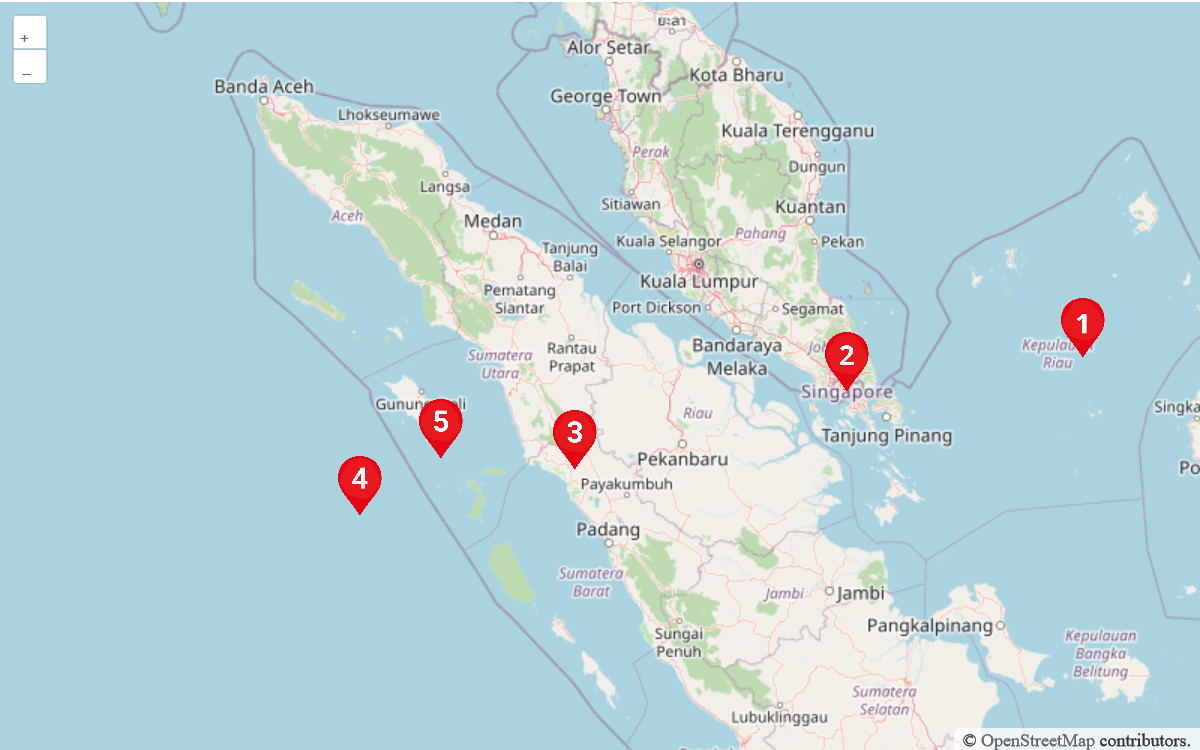 +
–
Alor Setar
Kota Bharu
Banda Aceh
George Town
Lhokseumawe
Kuala Terengganu
Perak
Dungun
Langsa
Sitiawan
Kuantan
Aceh
Medan
Pahang
Kuala Selangor
Pekan
Tanjung
Balai
Kuala Lumpur
Pematang
Siantar
Port Dickson
Segamat
1
Bandaraya
Melaka
2
Kepulauan
Riau
Rantau
Prapat
Sumatera
Utara
Singapore
Singka
5
3
Riau
Tanjung Pinang
Pekanbaru
Po
4
Payakumbuh
Padang
Sumatera
Barat
Jambi
Jambi
Pangkalpinang
Sungai
Penuh
Kepulauan
Bangka
Belitung
Sumatera
Selatan
Lubuklinggau
© OpenStreetMap contributors.